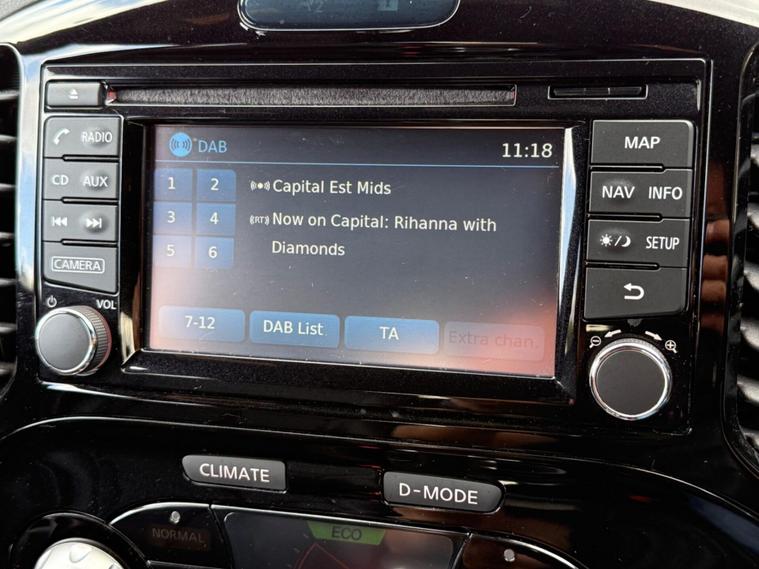 DAB
11:18
1 2
Capital Est Mids
3 4
(RT) Now on Capital: Rihanna with
Diamonds
5 6
7-12
DAB List
TA
Extra chan.
RADIO
CD AUX
CAMERA
VOL
MAP
NAV INFO
SETUP
CLIMATE
D-MODE
NORMAL
ECO